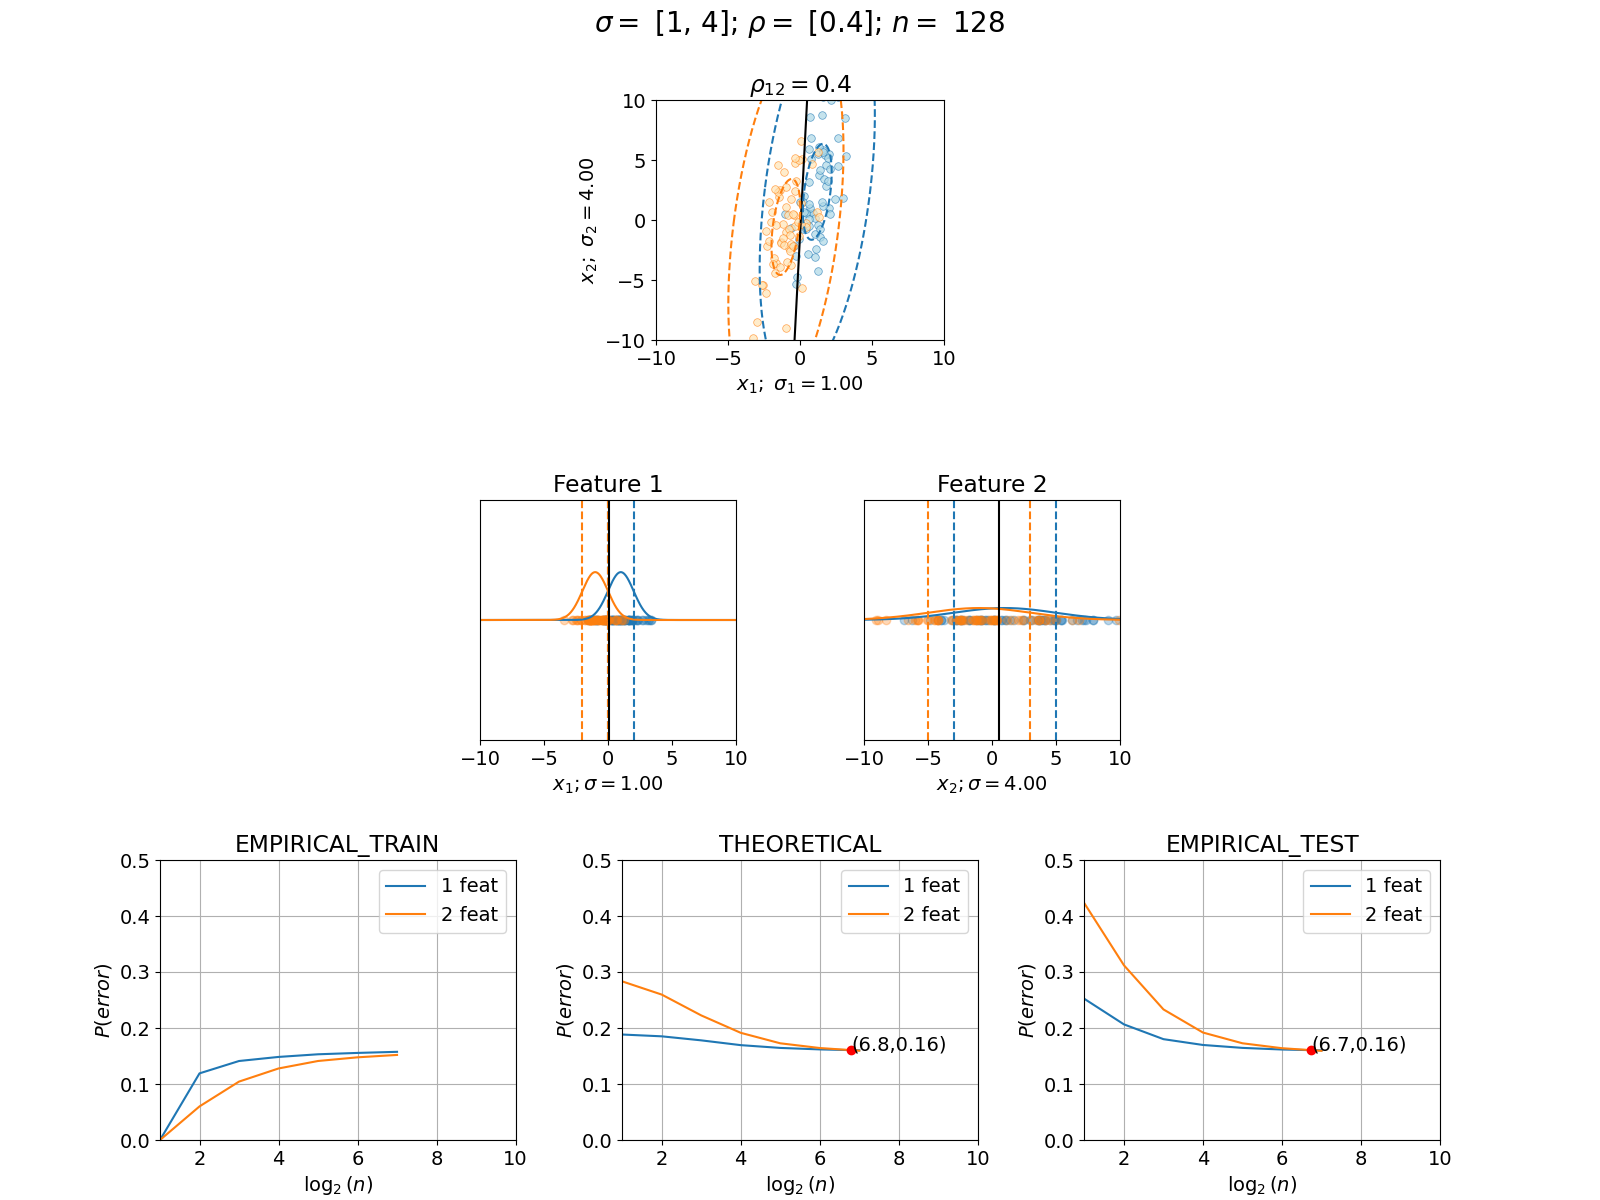 σ = [1, 4]; ρ = [0.4]; n = 128
ρ₁₂ = 0.4
10
5
0
−5
−10
x₂; σ₂ = 4.00
−10 −5 0 5 10
x₁; σ₁ = 1.00
Feature 1
−10 −5 0 5 10
x₁; σ = 1.00
Feature 2
−10 −5 0 5 10
x₂; σ = 4.00
EMPIRICAL_TRAIN
0.5
0.4
0.3
0.2
0.1
0.0
P(error)
1 feat
2 feat
2 4 6 8 10
log₂ (n)
THEORETICAL
0.5
0.4
0.3
0.2
0.1
0.0
P(error)
1 feat
2 feat
(6.8,0.16)
2 4 6 8 10
log₂ (n)
EMPIRICAL_TEST
0.5
0.4
0.3
0.2
0.1
0.0
P(error)
1 feat
2 feat
(6.7,0.16)
2 4 6 8 10
log₂ (n)